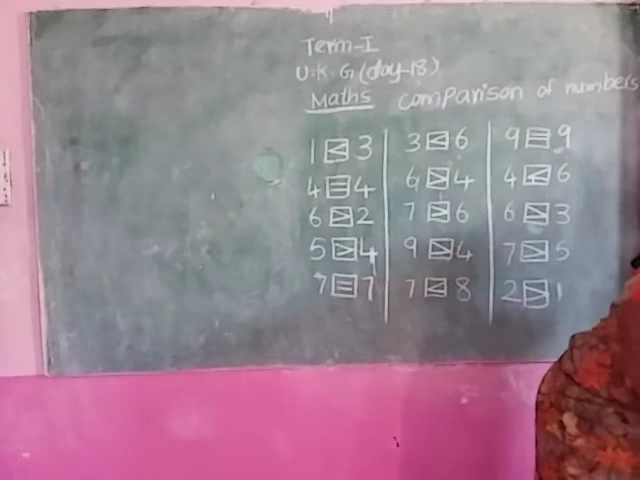 Term-I
U.K.G (day-18)
Maths comparison of numbers
1 < 3 3 < 6 9 = 9
4 = 4 6 > 4 4 < 6
6 > 2 7 > 6 6 > 3
5 > 4 9 > 4 7 > 5
7 = 7 7 < 8 2 > 1